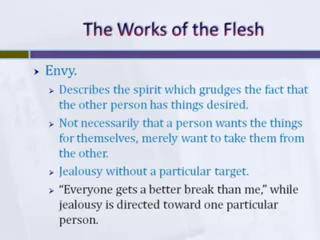 The Works of the Flesh
Envy.
Describes the spirit which grudges the fact that
the other person has things desired.
Not necessarily that a person wants the things
for themselves, merely want to take them from
the other.
Jealousy without a particular target.
“Everyone gets a better break than me,” while
jealousy is directed toward one particular
person.